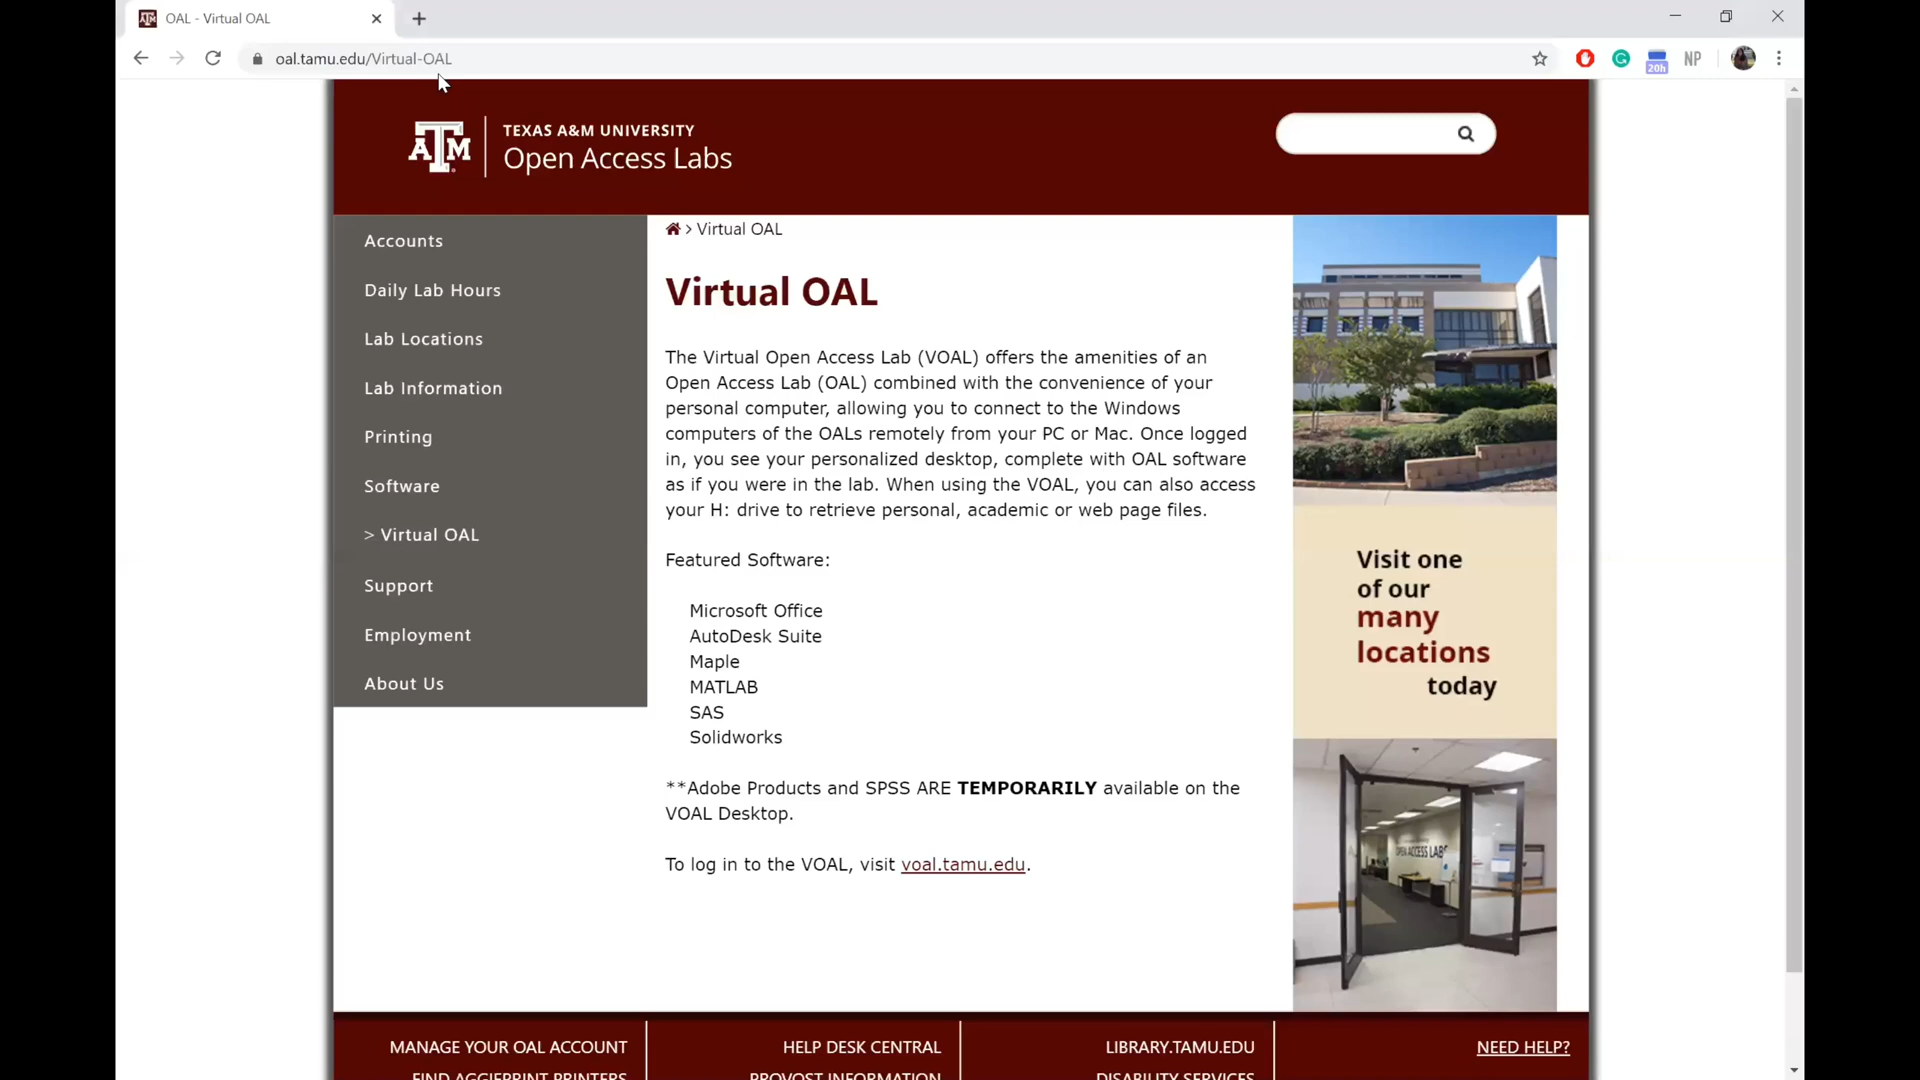 OAL - Virtual OAL
oal.tamu.edu/Virtual-OAL
20h
NP
ATM
TEXAS A&M UNIVERSITY
Open Access Labs
Accounts
Daily Lab Hours
Lab Locations
Lab Information
Printing
Software
> Virtual OAL
Support
Employment
About Us
> Virtual OAL
Virtual OAL
The Virtual Open Access Lab (VOAL) offers the amenities of an
Open Access Lab (OAL) combined with the convenience of your
personal computer, allowing you to connect to the Windows
computers of the OALs remotely from your PC or Mac. Once logged
in, you see your personalized desktop, complete with OAL software
as if you were in the lab. When using the VOAL, you can also access
your H: drive to retrieve personal, academic or web page files.
Featured Software:
Microsoft Office
AutoDesk Suite
Maple
MATLAB
SAS
Solidworks
**Adobe Products and SPSS ARE TEMPORARILY available on the
VOAL Desktop.
To log in to the VOAL, visit voal.tamu.edu.
Visit one
of our
many
locations
today
OPEN ACCESS LABS
MANAGE YOUR OAL ACCOUNT
HELP DESK CENTRAL
LIBRARY.TAMU.EDU
NEED HELP?
FIND AGGIEPRINT PRINTERS
PROVOST INFORMATION
DISABILITY SERVICES